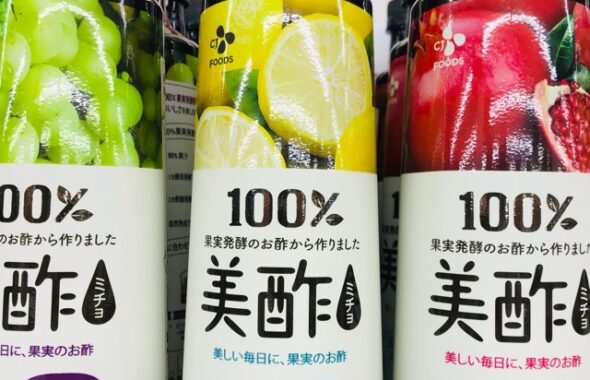 100%
のお酢から作りました
酢
ミチョ
日に、果実のお酢
CJ
FOODS
100%
果実発酵のお酢から作りました
美酢
ミチョ
美しい毎日に、果実のお酢
CJ
FOODS
100%
果実発酵のお酢から作りました
美酢
ミチョ
美しい毎日に、果実のお酢